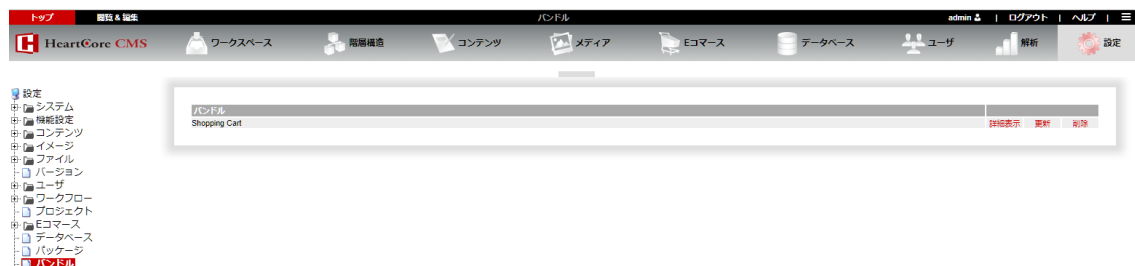 トップ 閲覧 & 編集 バンドル admin | ログアウト | ヘルプ |
HeartCore CMS ワークスペース 階層構造 コンテンツ メディア Eコマース データベース ユーザ 解析 設定
設定
システム
機能設定
コンテンツ
イメージ
ファイル
バージョン
ユーザ
ワークフロー
プロジェクト
Eコマース
データベース
パッケージ
バンドル
バンドル
Shopping Cart 詳細表示 更新 削除